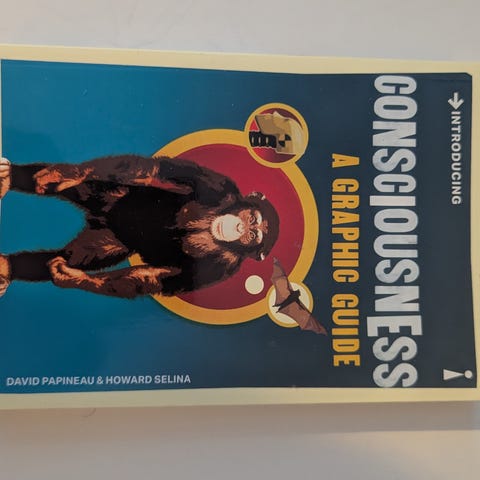 INTRODUCING
CONSCIOUSNESS
A GRAPHIC GUIDE
DAVID PAPINEAU & HOWARD SELINA